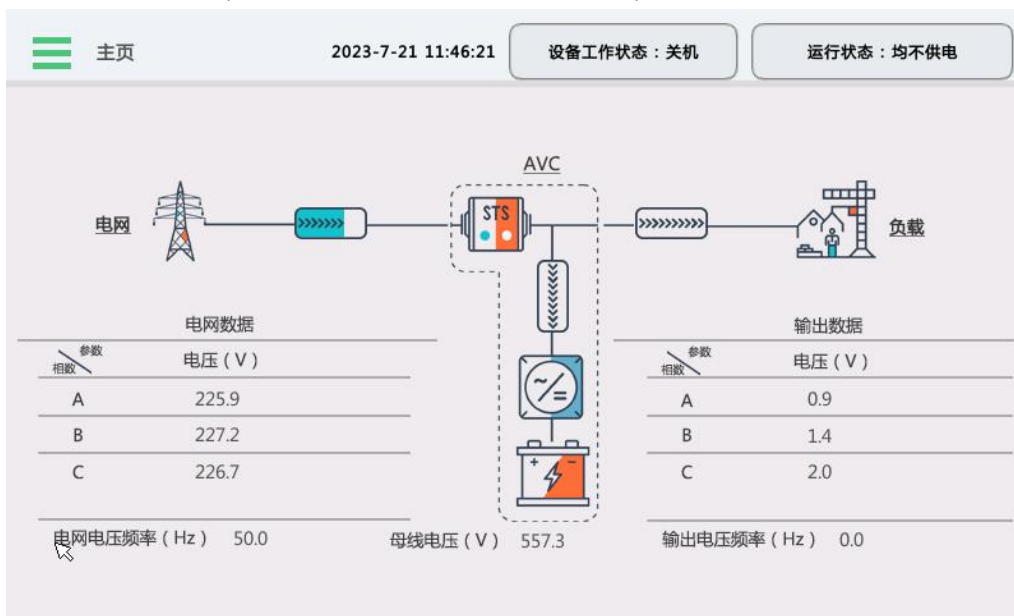 主页
2023-7-21 11:46:21
设备工作状态：关机
运行状态：均不供电
AVC
电网
STS
负载
电网数据
参数
相数
电压（V）
A 225.9
B 227.2
C 226.7
输出数据
参数
相数
电压（V）
A 0.9
B 1.4
C 2.0
电网电压频率（Hz） 50.0
母线电压（V） 557.3
输出电压频率（Hz） 0.0